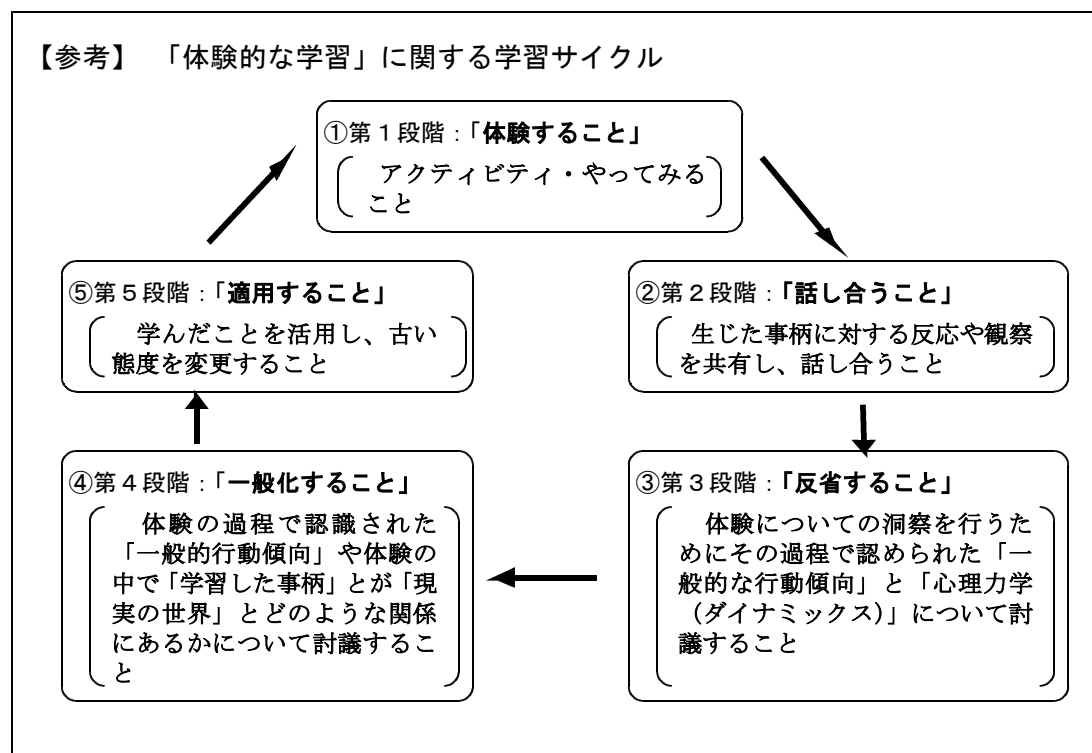 【参考】　「体験的な学習」に関する学習サイクル
①第１段階：「体験すること」
アクティビティ・やってみる
こと
②第２段階：「話し合うこと」
生じた事柄に対する反応や観察
を共有し、話し合うこと
③第３段階：「反省すること」
体験についての洞察を行うた
めにその過程で認められた「一
般的な行動傾向」と「心理力学
（ダイナミックス）」について討
議すること
④第４段階：「一般化すること」
体験の過程で認識された
「一般的行動傾向」や体験の
中で「学習した事柄」とが「現
実の世界」とどのような関係
にあるかについて討議するこ
と
⑤第５段階：「適用すること」
学んだことを活用し、古い
態度を変更すること